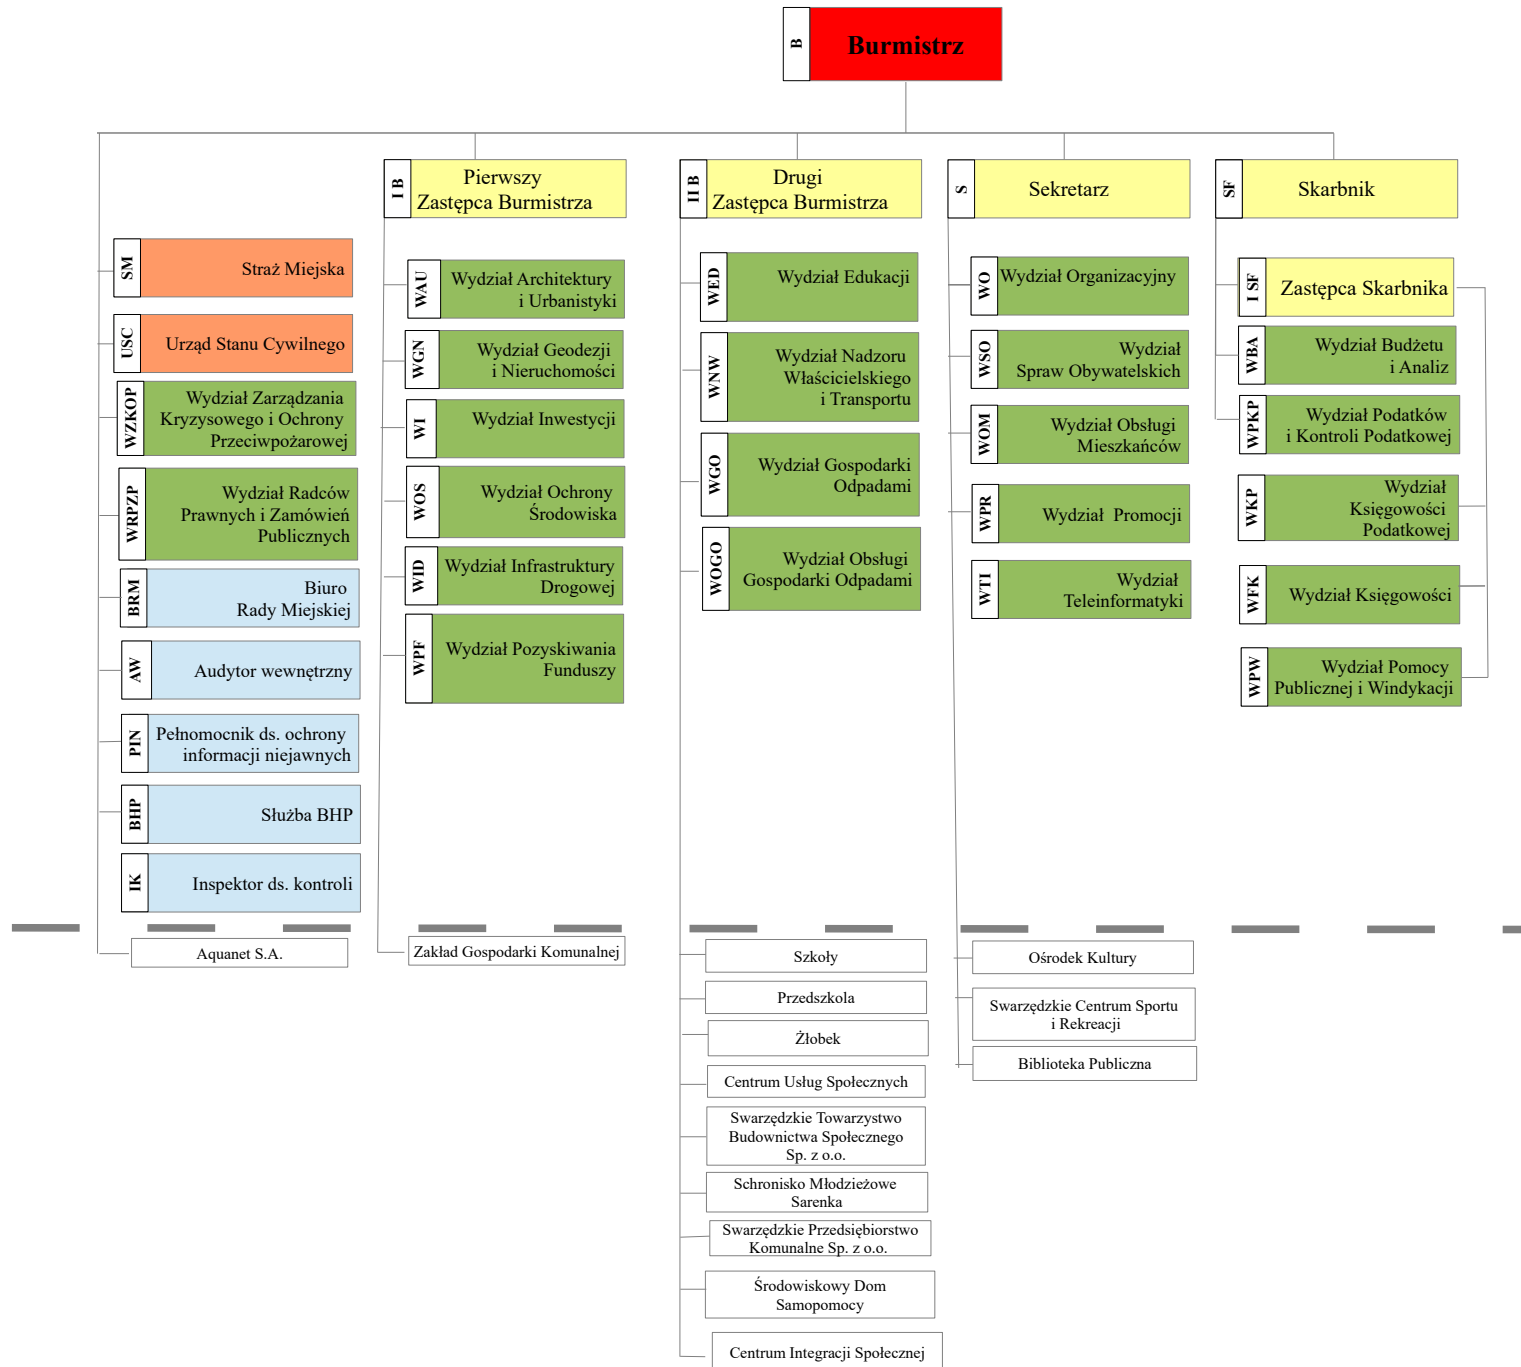 B
Burmistrz
I B
Pierwszy
Zastępca Burmistrza
II B
Drugi
Zastępca Burmistrza
S
Sekretarz
SF
Skarbnik
SM
Straż Miejska
USC
Urząd Stanu Cywilnego
WZKOP
Wydział Zarządzania
Kryzysowego i Ochrony
Przeciwpożarowej
WRPZP
Wydział Radców
Prawnych i Zamówień
Publicznych
BRM
Biuro
Rady Miejskiej
AW
Audytor wewnętrzny
PIN
Pełnomocnik ds. ochrony
informacji niejawnych
BHP
Służba BHP
IK
Inspektor ds. kontroli
Aquanet S.A.
WAU
Wydział Architektury
i Urbanistyki
WGN
Wydział Geodezji
i Nieruchomości
WI
Wydział Inwestycji
WOS
Wydział Ochrony
Środowiska
WID
Wydział Infrastruktury
Drogowej
WPF
Wydział Pozyskiwania
Funduszy
Zakład Gospodarki Komunalnej
WED
Wydział Edukacji
WNW
Wydział Nadzoru
Właścicielskiego
i Transportu
WGO
Wydział Gospodarki
Odpadami
WOGO
Wydział Obsługi
Gospodarki Odpadami
Szkoły
Przedszkola
Żłobek
Centrum Usług Społecznych
Swarzędzkie Towarzystwo
Budownictwa Społecznego
Sp. z o.o.
Schronisko Młodzieżowe
Sarenka
Swarzędzkie Przedsiębiorstwo
Komunalne Sp. z o.o.
Środowiskowy Dom
Samopomocy
Centrum Integracji Społecznej
WO
Wydział Organizacyjny
WSO
Wydział
Spraw Obywatelskich
WOM
Wydział Obsługi
Mieszkańców
WPR
Wydział Promocji
WTI
Wydział
Teleinformatyki
Ośrodek Kultury
Swarzędzkie Centrum Sportu
i Rekreacji
Biblioteka Publiczna
I SF
Zastępca Skarbnika
WBA
Wydział Budżetu
i Analiz
WPKP
Wydział Podatków
i Kontroli Podatkowej
WKP
Wydział
Księgowości
Podatkowej
WFK
Wydział Księgowości
WPW
Wydział Pomocy
Publicznej i Windykacji